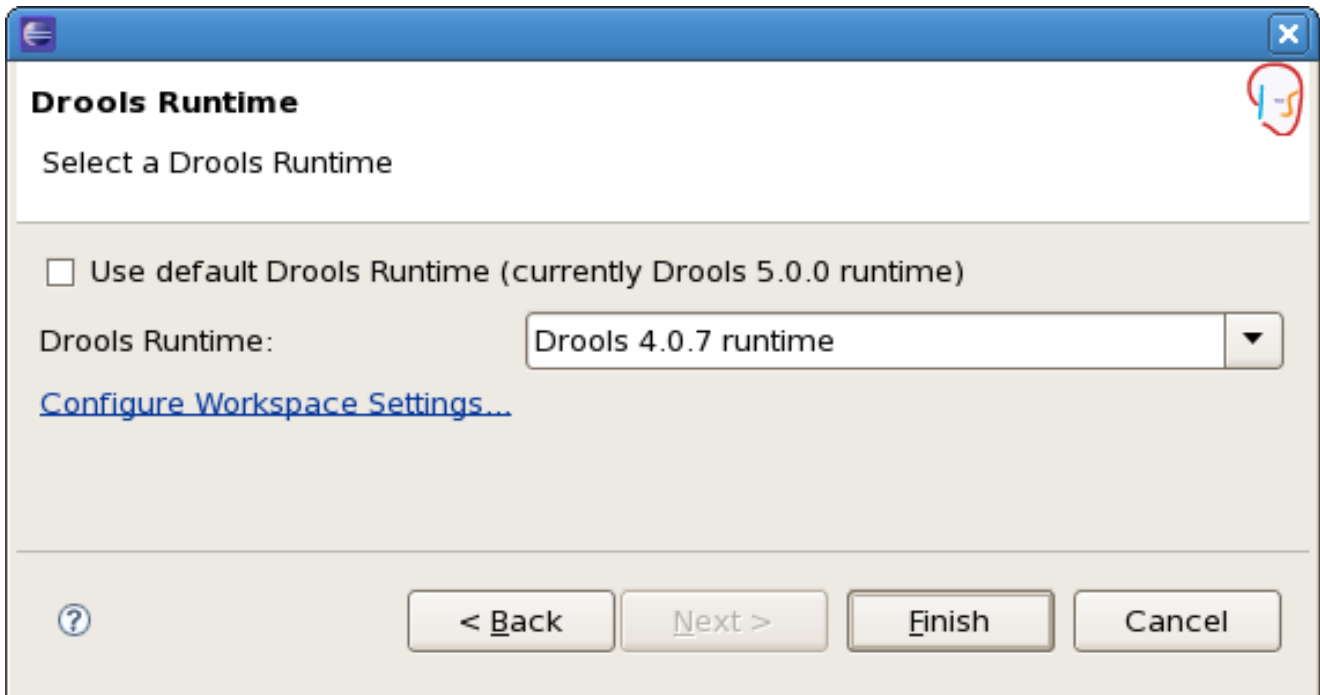 Drools Runtime
Select a Drools Runtime
Use default Drools Runtime (currently Drools 5.0.0 runtime)
Drools Runtime: Drools 4.0.7 runtime
Configure Workspace Settings...
< Back Next > Finish Cancel